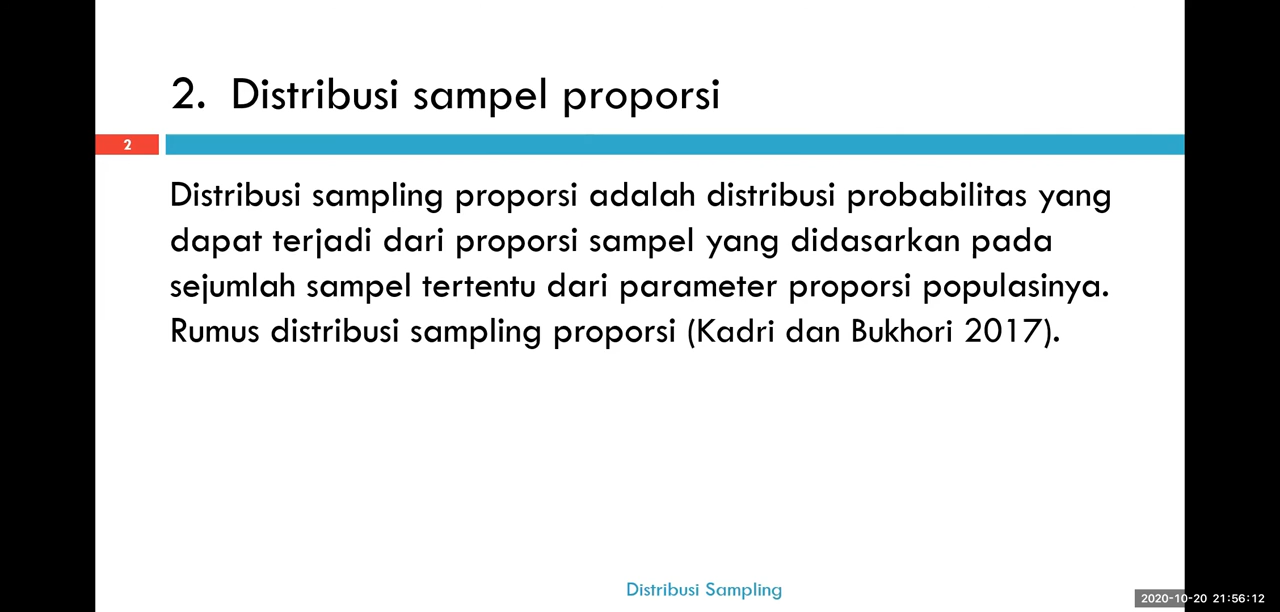 2. Distribusi sampel proporsi
2
Distribusi sampling proporsi adalah distribusi probabilitas yang
dapat terjadi dari proporsi sampel yang didasarkan pada
sejumlah sampel tertentu dari parameter proporsi populasinya.
Rumus distribusi sampling proporsi (Kadri dan Bukhori 2017).
Distribusi Sampling
2020-10-20 21:56:12